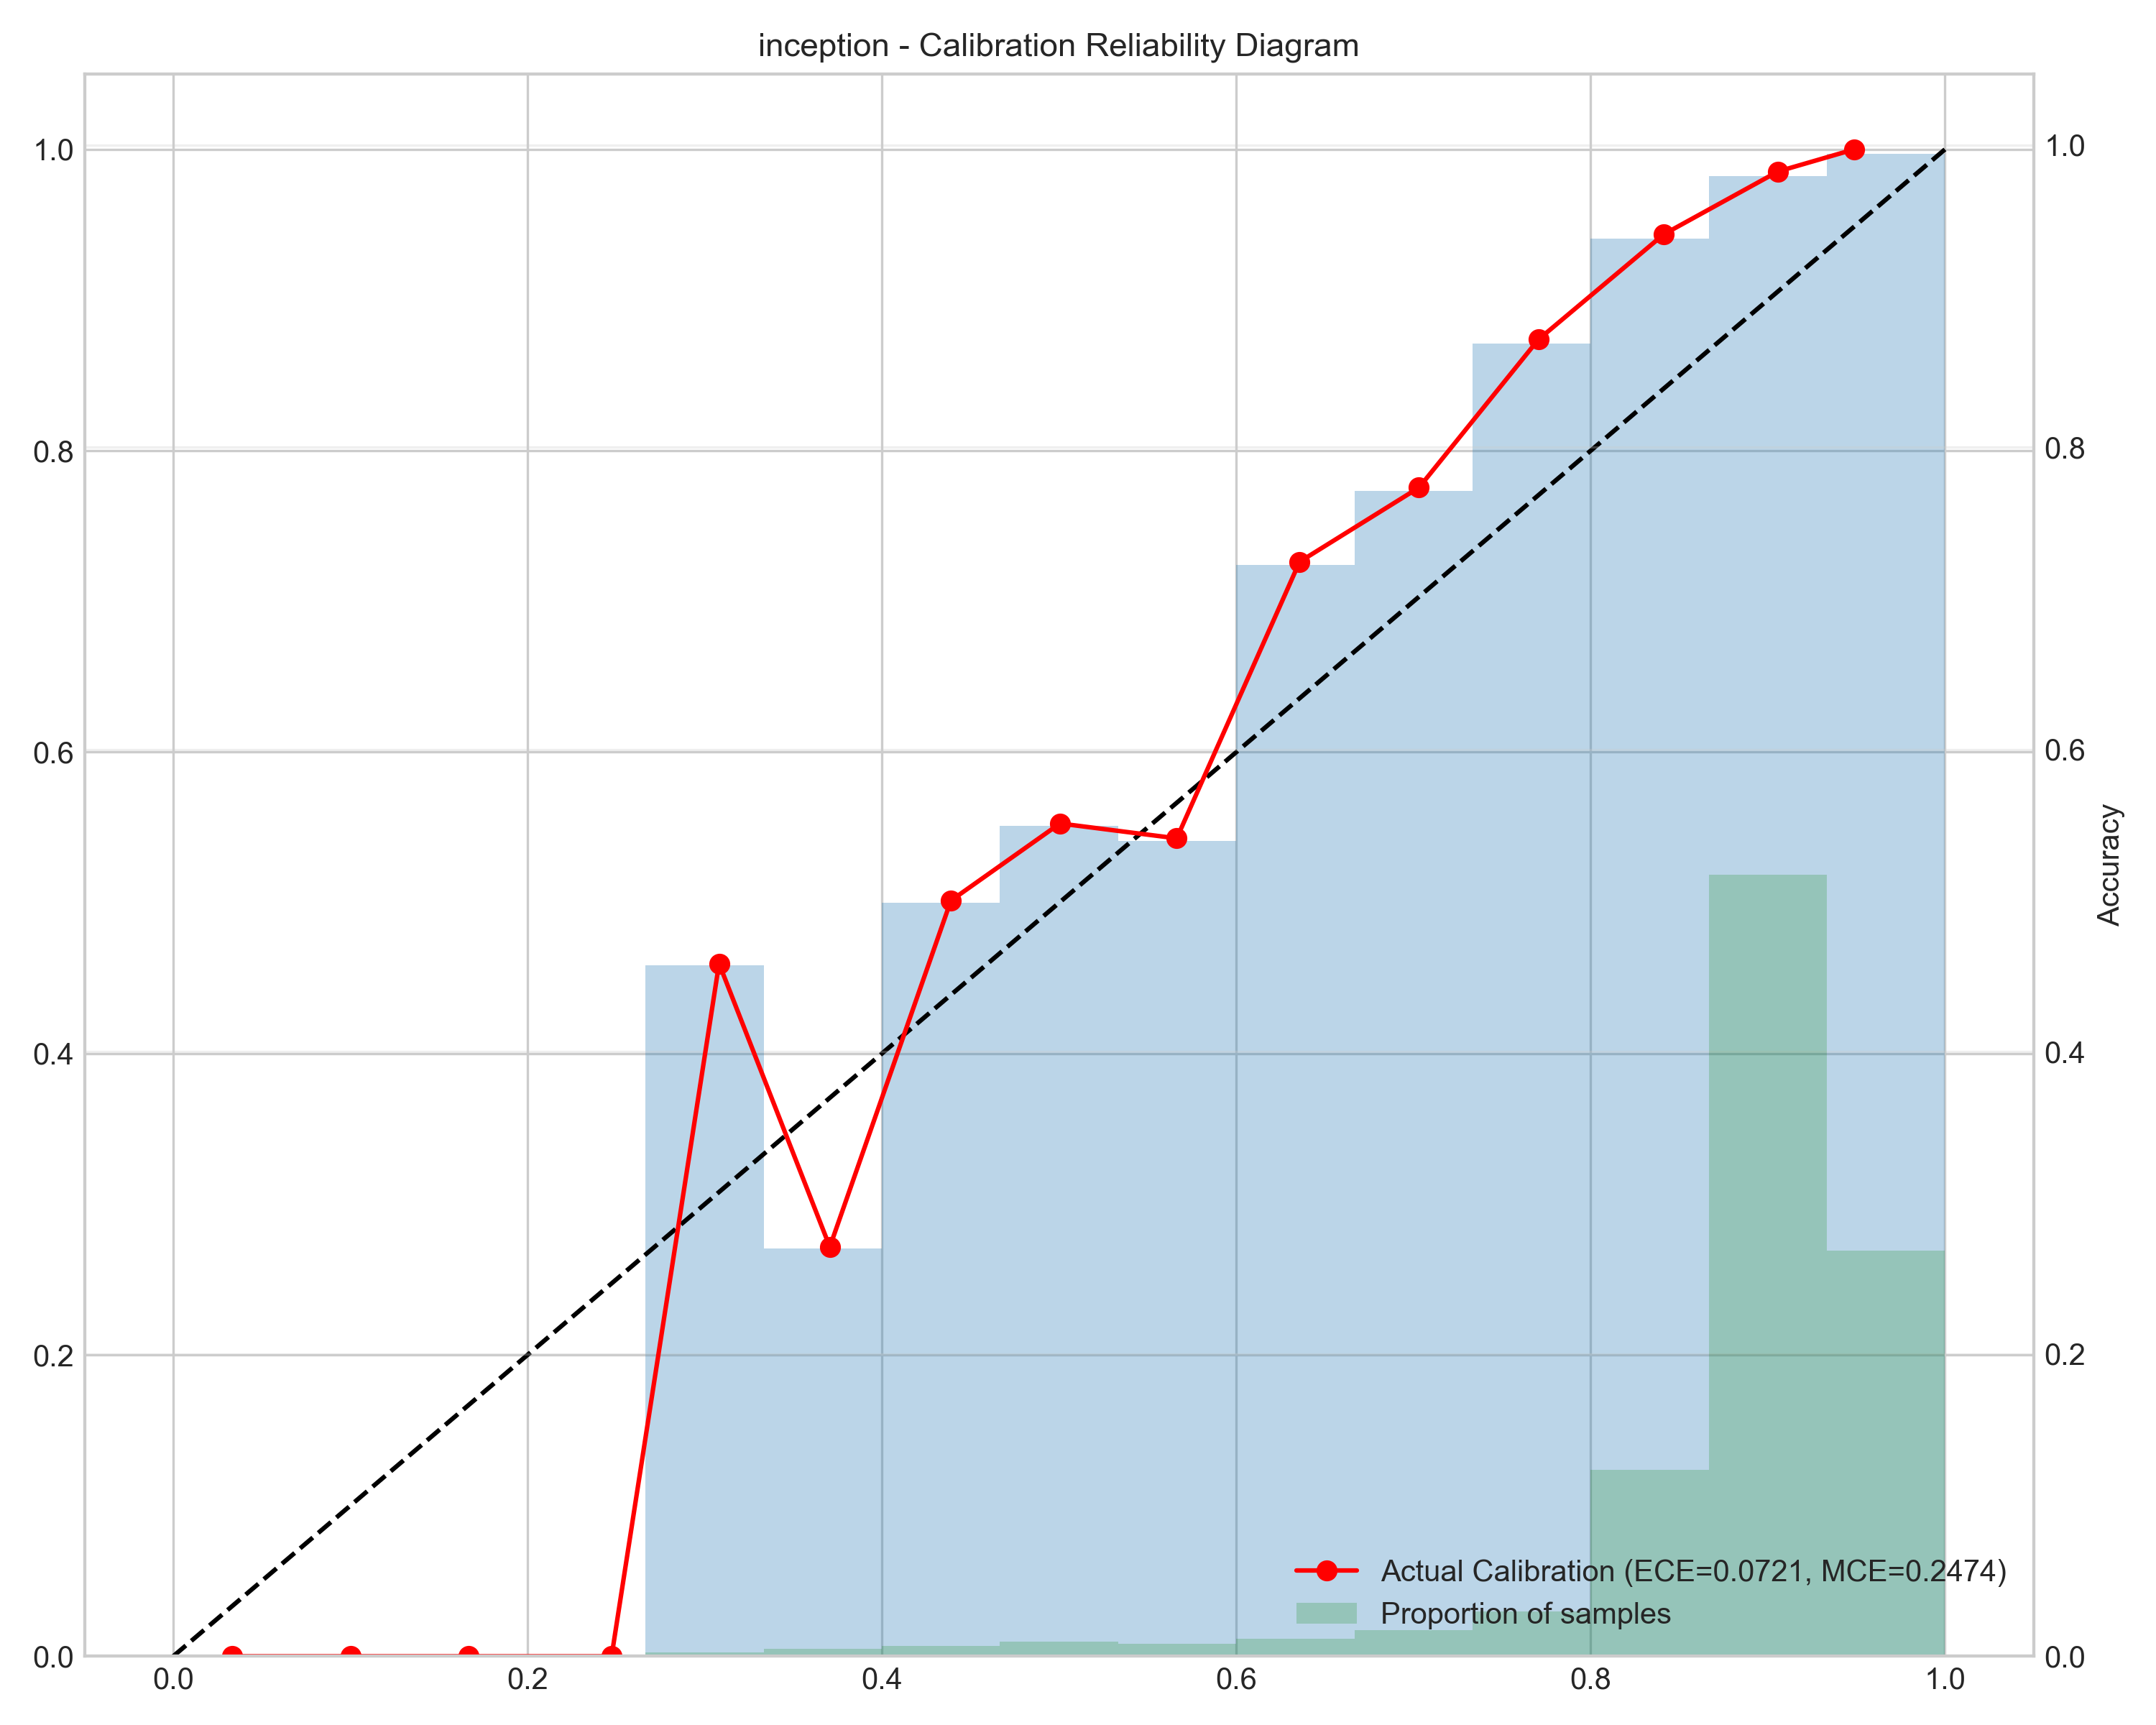 inception - Calibration Reliability Diagram
1.0
0.8
0.6
0.4
0.2
0.0
1.0
0.8
0.6
0.4
0.2
0.0
Accuracy
Actual Calibration (ECE=0.0721, MCE=0.2474)
Proportion of samples
0.0 0.2 0.4 0.6 0.8 1.0